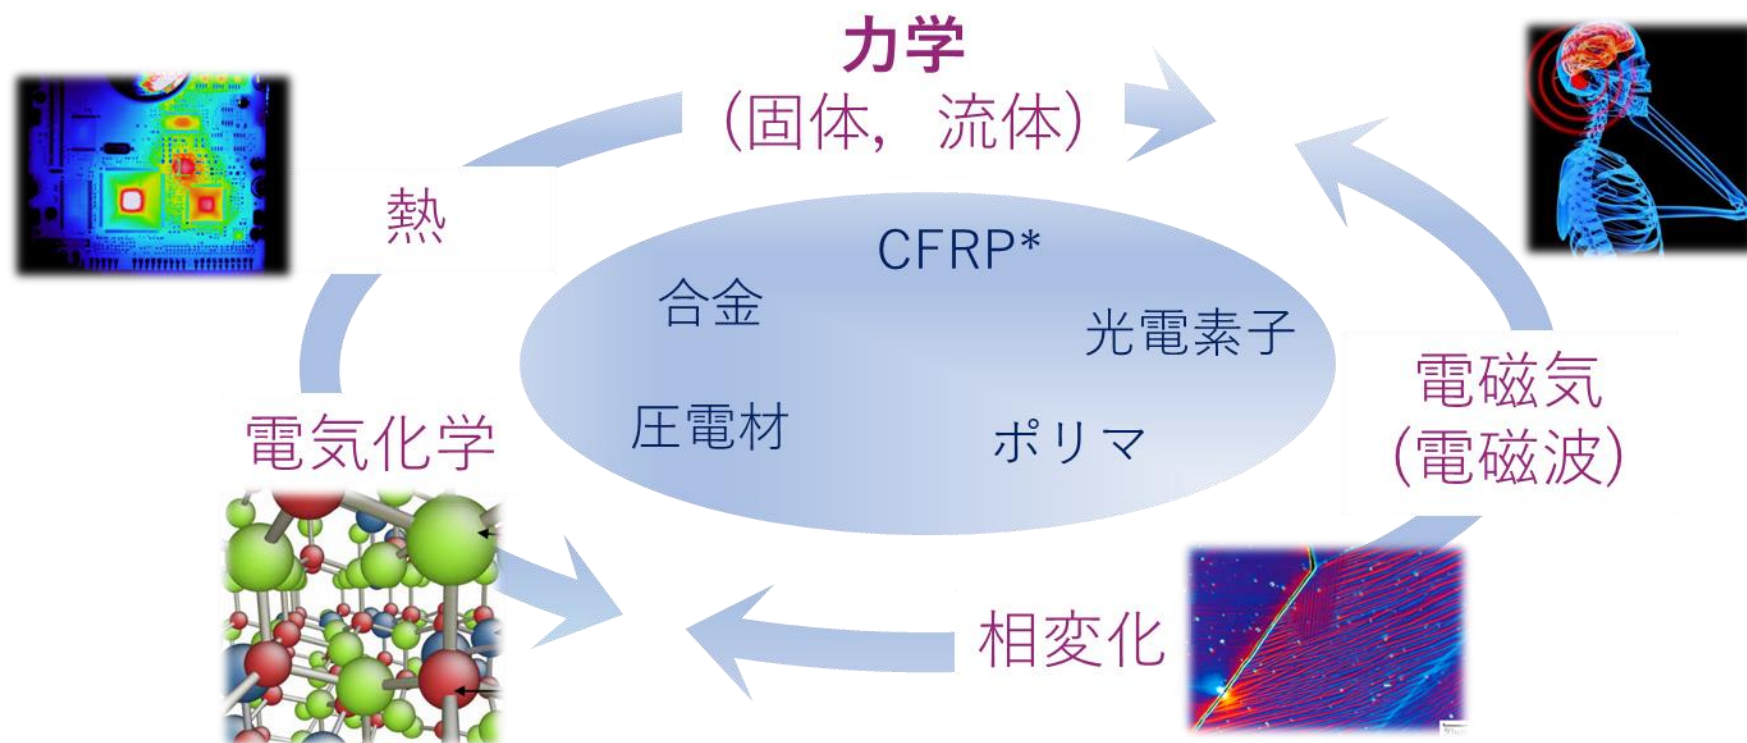 力学
(固体, 流体)
熱
CFRP*
合金
光電素子
電磁気
(電磁波)
圧電材
ポリマ
電気化学
相変化